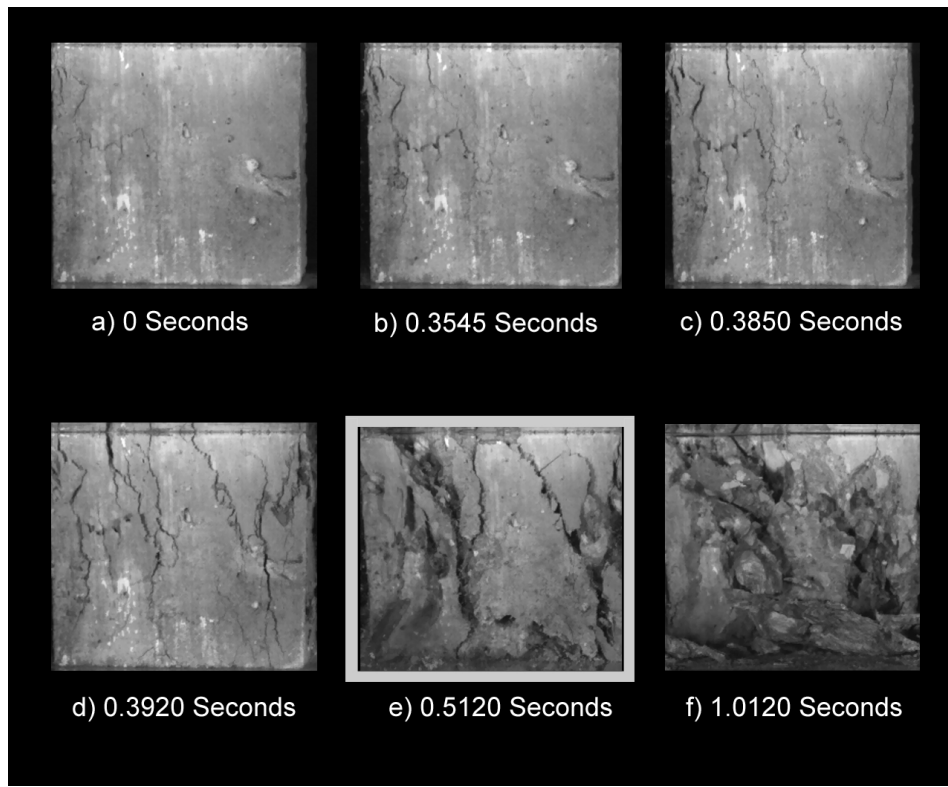 a) 0 Seconds
b) 0.3545 Seconds
c) 0.3850 Seconds
d) 0.3920 Seconds
e) 0.5120 Seconds
f) 1.0120 Seconds